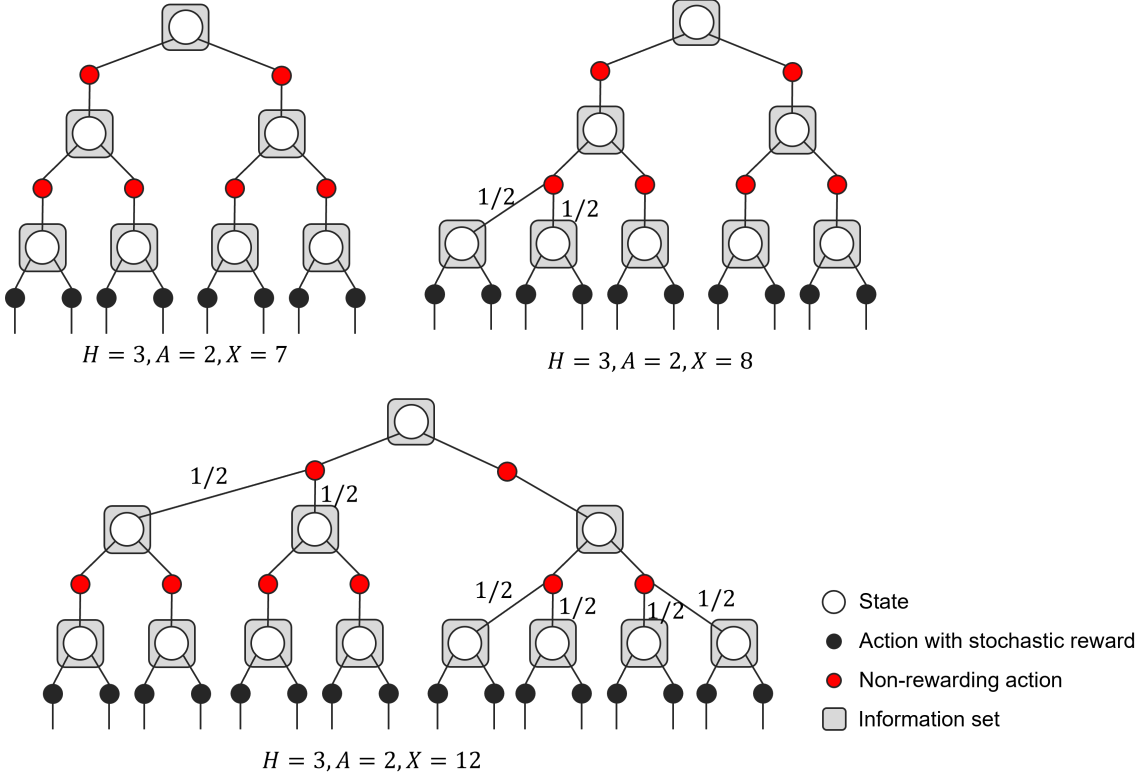 1/2
1/2
H = 3, A = 2, X = 7
H = 3, A = 2, X = 8
1/2
1/2
1/2
1/2
1/2
1/2
State
Action with stochastic reward
Non-rewarding action
Information set
H = 3, A = 2, X = 12